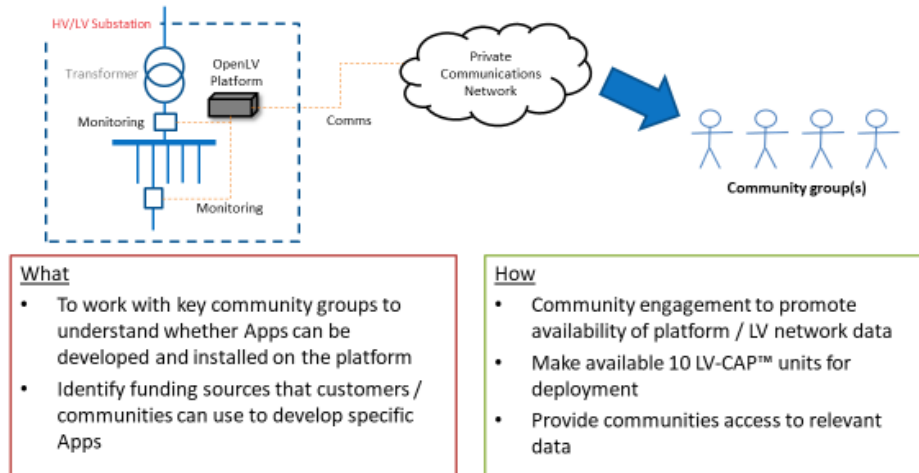 HV/LV Substation
Transformer
OpenLV
Platform
Monitoring
Monitoring
Comms
Private
Communications
Network
Community group(s)
What
• To work with key community groups to
understand whether Apps can be
developed and installed on the platform
• Identify funding sources that customers /
communities can use to develop specific
Apps
How
• Community engagement to promote
availability of platform / LV network data
• Make available 10 LV-CAP™ units for
deployment
• Provide communities access to relevant
data